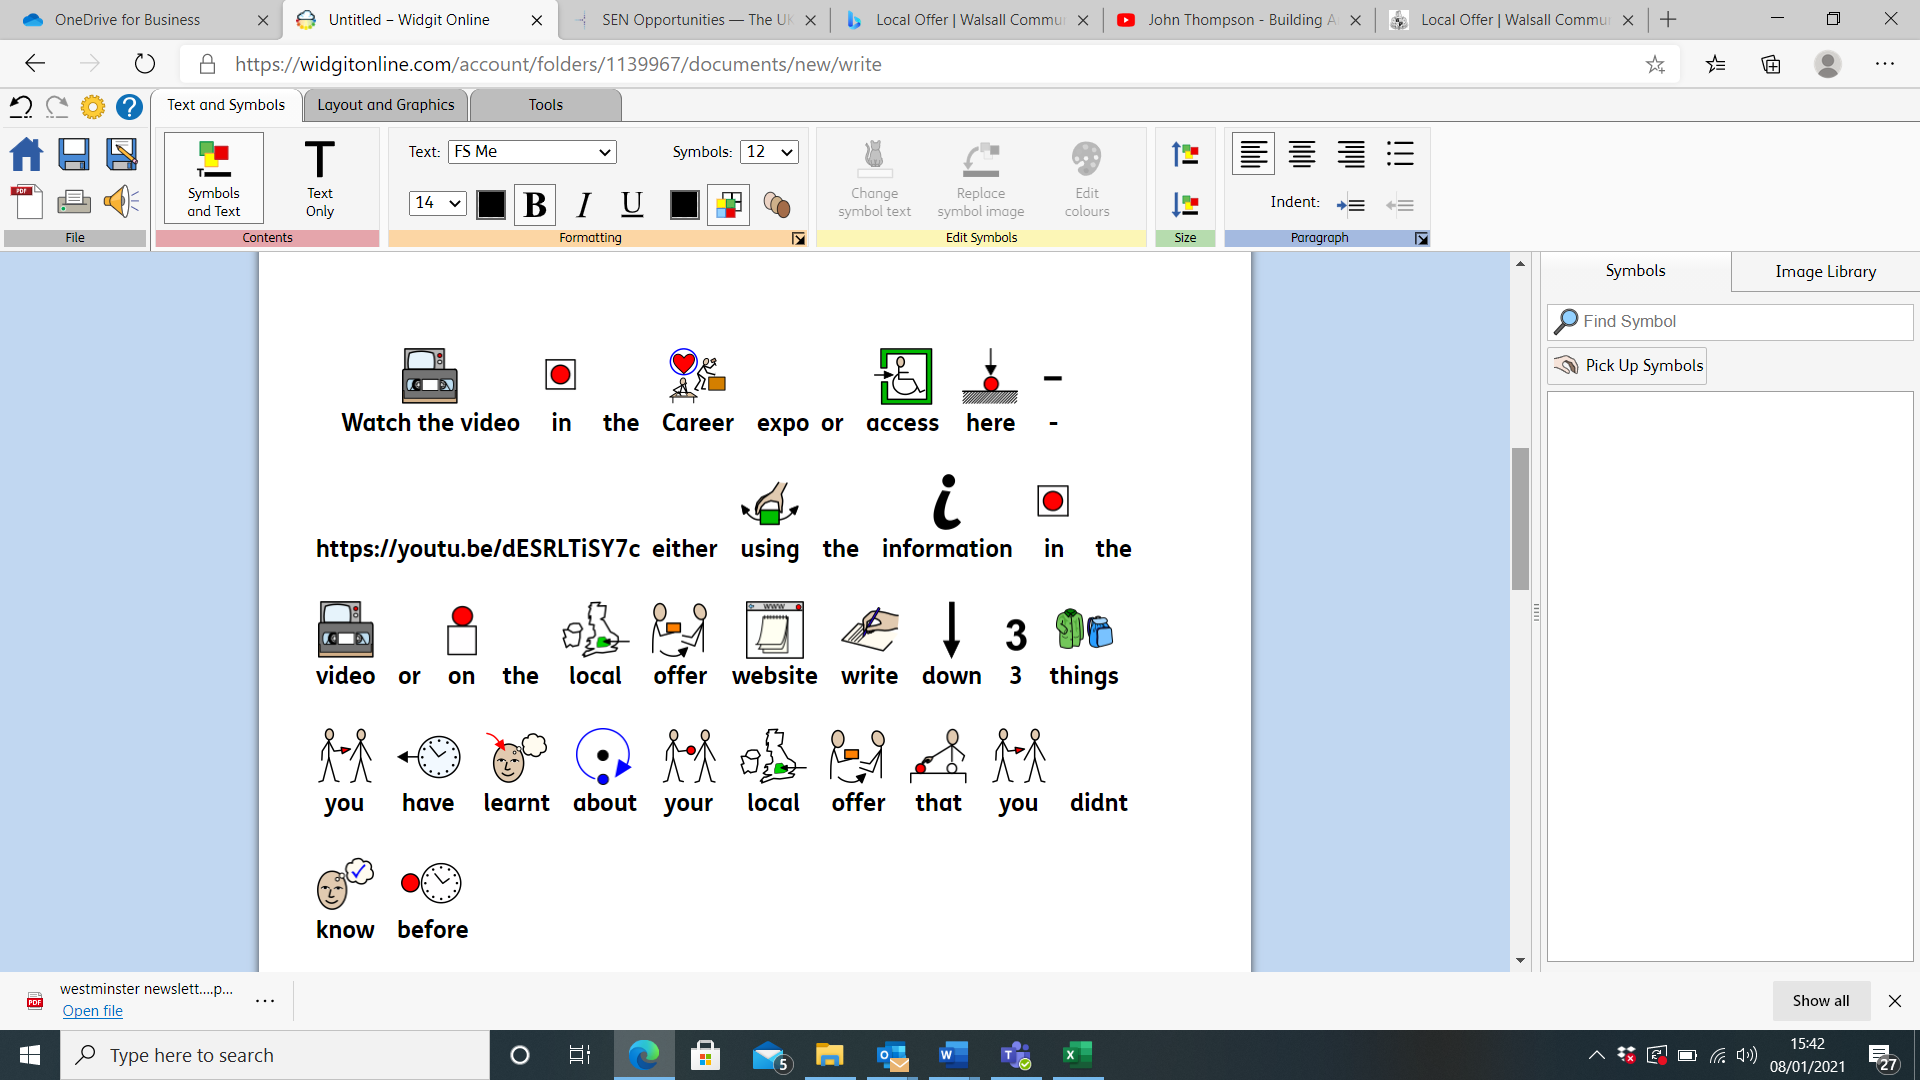 OneDrive for Business
Untitled – Widgit Online
SEN Opportunities — The UK
Local Offer | Walsall Commu
John Thompson - Building A
Local Offer | Walsall Commu
https://widgitonline.com/account/folders/1139967/documents/new/write
Text and Symbols
Layout and Graphics
Tools
Symbols and Text
Text Only
Text: FS Me
Symbols: 12
14
B I U
Change symbol text
Replace symbol image
Edit colours
Indent:
File
Contents
Formatting
Edit Symbols
Size
Paragraph
Symbols
Image Library
Find Symbol
Pick Up Symbols
Watch the video in the Career expo or access here -
https://youtu.be/dESRLTiSY7c either using the information in the
www
video or on the local offer website write down 3 things
3
you have learnt about your local offer that you didnt
know before
westminster newslett....p...
Open file
Show all
Type here to search
5
15:42
08/01/2021
27